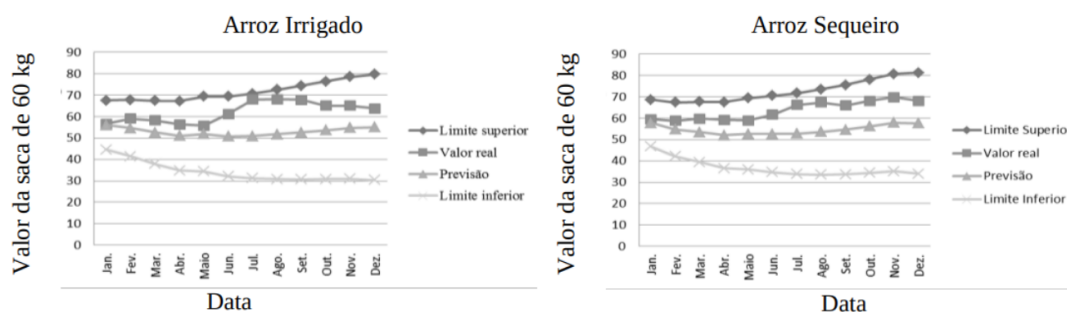 Arroz Irrigado
Valor da saca de 60 kg
90
80
70
60
50
40
30
20
10
0
Jan.
Fev.
Mar.
Abr.
Maio
Jun.
Jul.
Ago.
Set.
Out.
Nov.
Dez.
Data
Limite superior
Valor real
Previsão
Limite inferior
Arroz Sequeiro
Valor da saca de 60 kg
90
80
70
60
50
40
30
20
10
0
Jan.
Fev.
Mar.
Abr.
Maio
Jun.
Jul.
Ago.
Set.
Out.
Nov.
Dez.
Data
Limite Superio
Valor real
Previsão
Limite Inferior